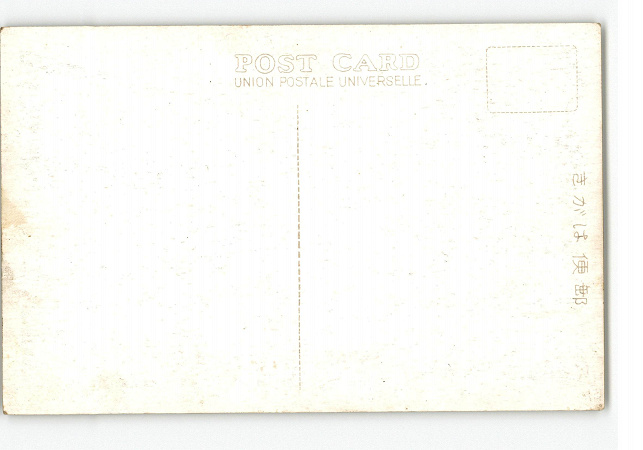 POST CARD
UNION POSTALE UNIVERSELLE.
きがは便郵